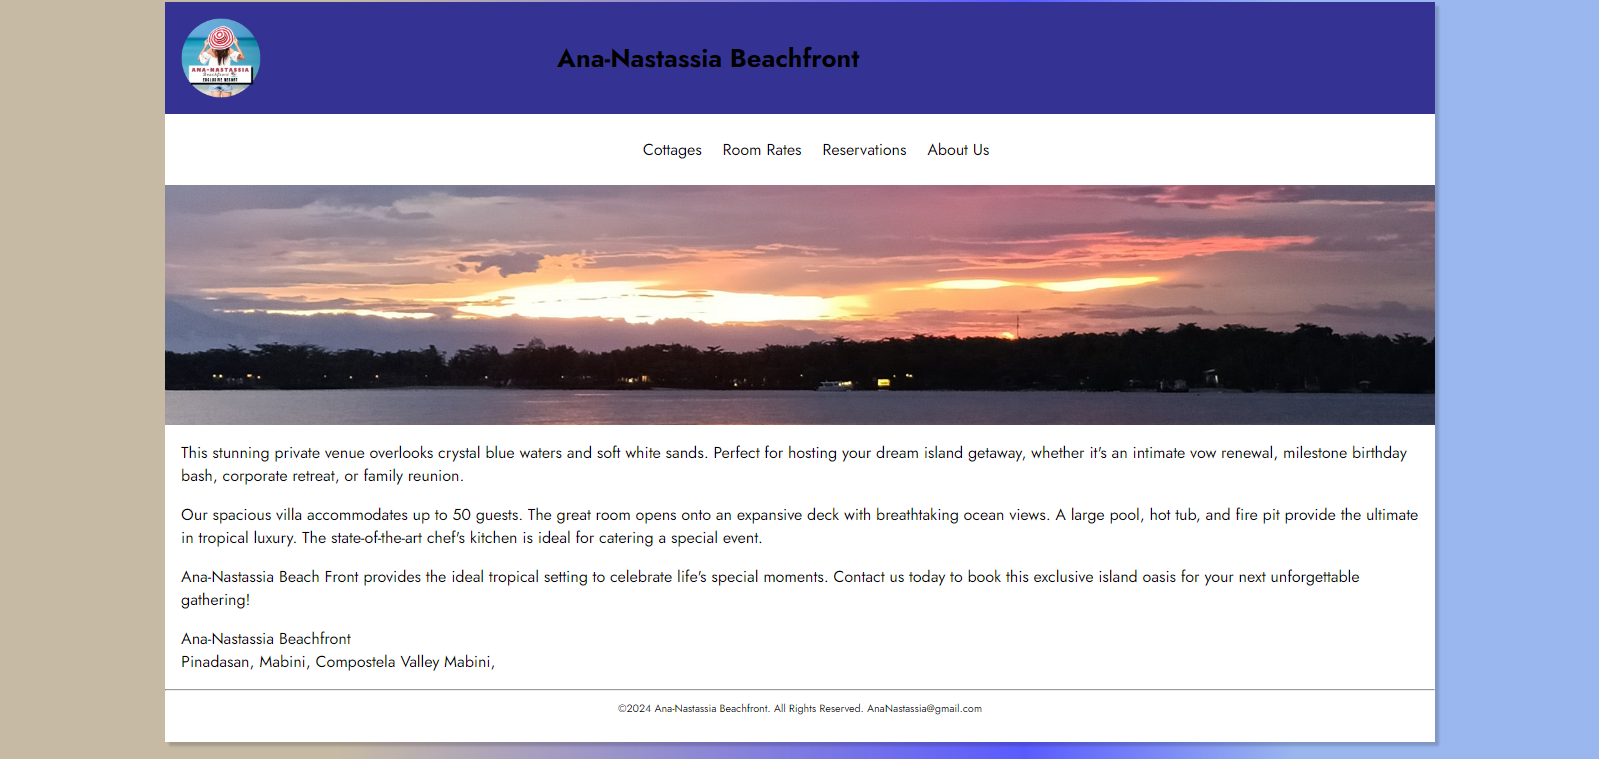 ANA-NASTASSIA
Beachfront
EXCLUSIVE RESORT
Ana-Nastassia Beachfront
Cottages Room Rates Reservations About Us
This stunning private venue overlooks crystal blue waters and soft white sands. Perfect for hosting your dream island getaway, whether it's an intimate vow renewal, milestone birthday
bash, corporate retreat, or family reunion.
Our spacious villa accommodates up to 50 guests. The great room opens onto an expansive deck with breathtaking ocean views. A large pool, hot tub, and fire pit provide the ultimate
in tropical luxury. The state-of-the-art chef's kitchen is ideal for catering a special event.
Ana-Nastassia Beach Front provides the ideal tropical setting to celebrate life's special moments. Contact us today to book this exclusive island oasis for your next unforgettable
gathering!
Ana-Nastassia Beachfront
Pinadasan, Mabini, Compostela Valley Mabini,
©2024 Ana-Nastassia Beachfront. All Rights Reserved. AnaNastassia@gmail.com